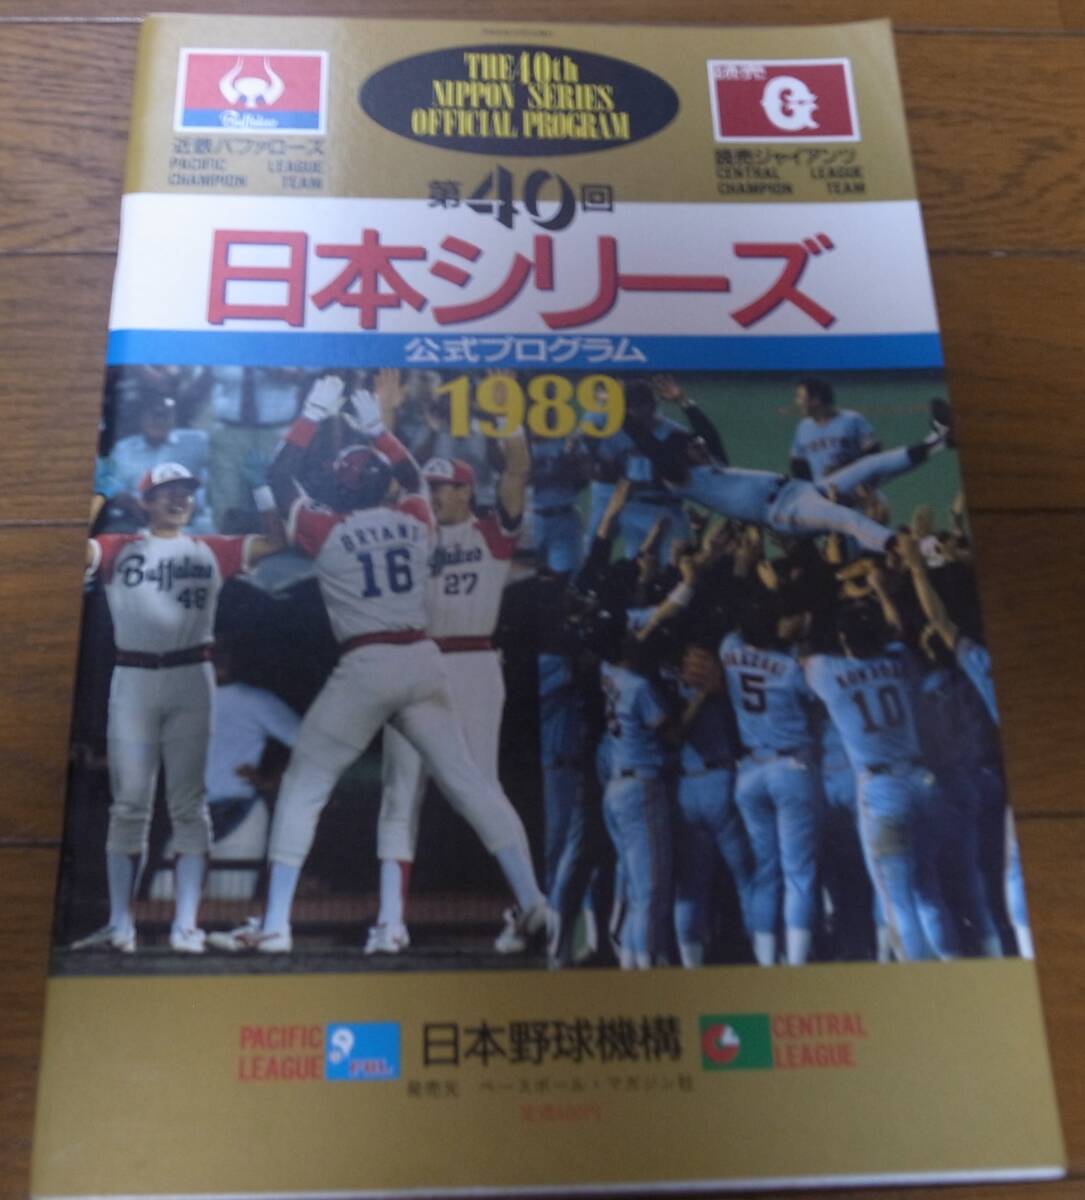 THE 40th
NIPPON SERIES
OFFICIAL PROGRAM
Buffaloes
近鉄バファローズ
PACIFIC LEAGUE
CHAMPION TEAM
読売
G
読売ジャイアンツ
CENTRAL LEAGUE
CHAMPION TEAM
第40回
日本シリーズ
公式プログラム
1989
BRYANT
16
Buffaloes
48
27
OKAZAKI
5
10
PACIFIC
LEAGUE
PBL
日本野球機構
CENTRAL
LEAGUE
発売元 ベースボール・マガジン社